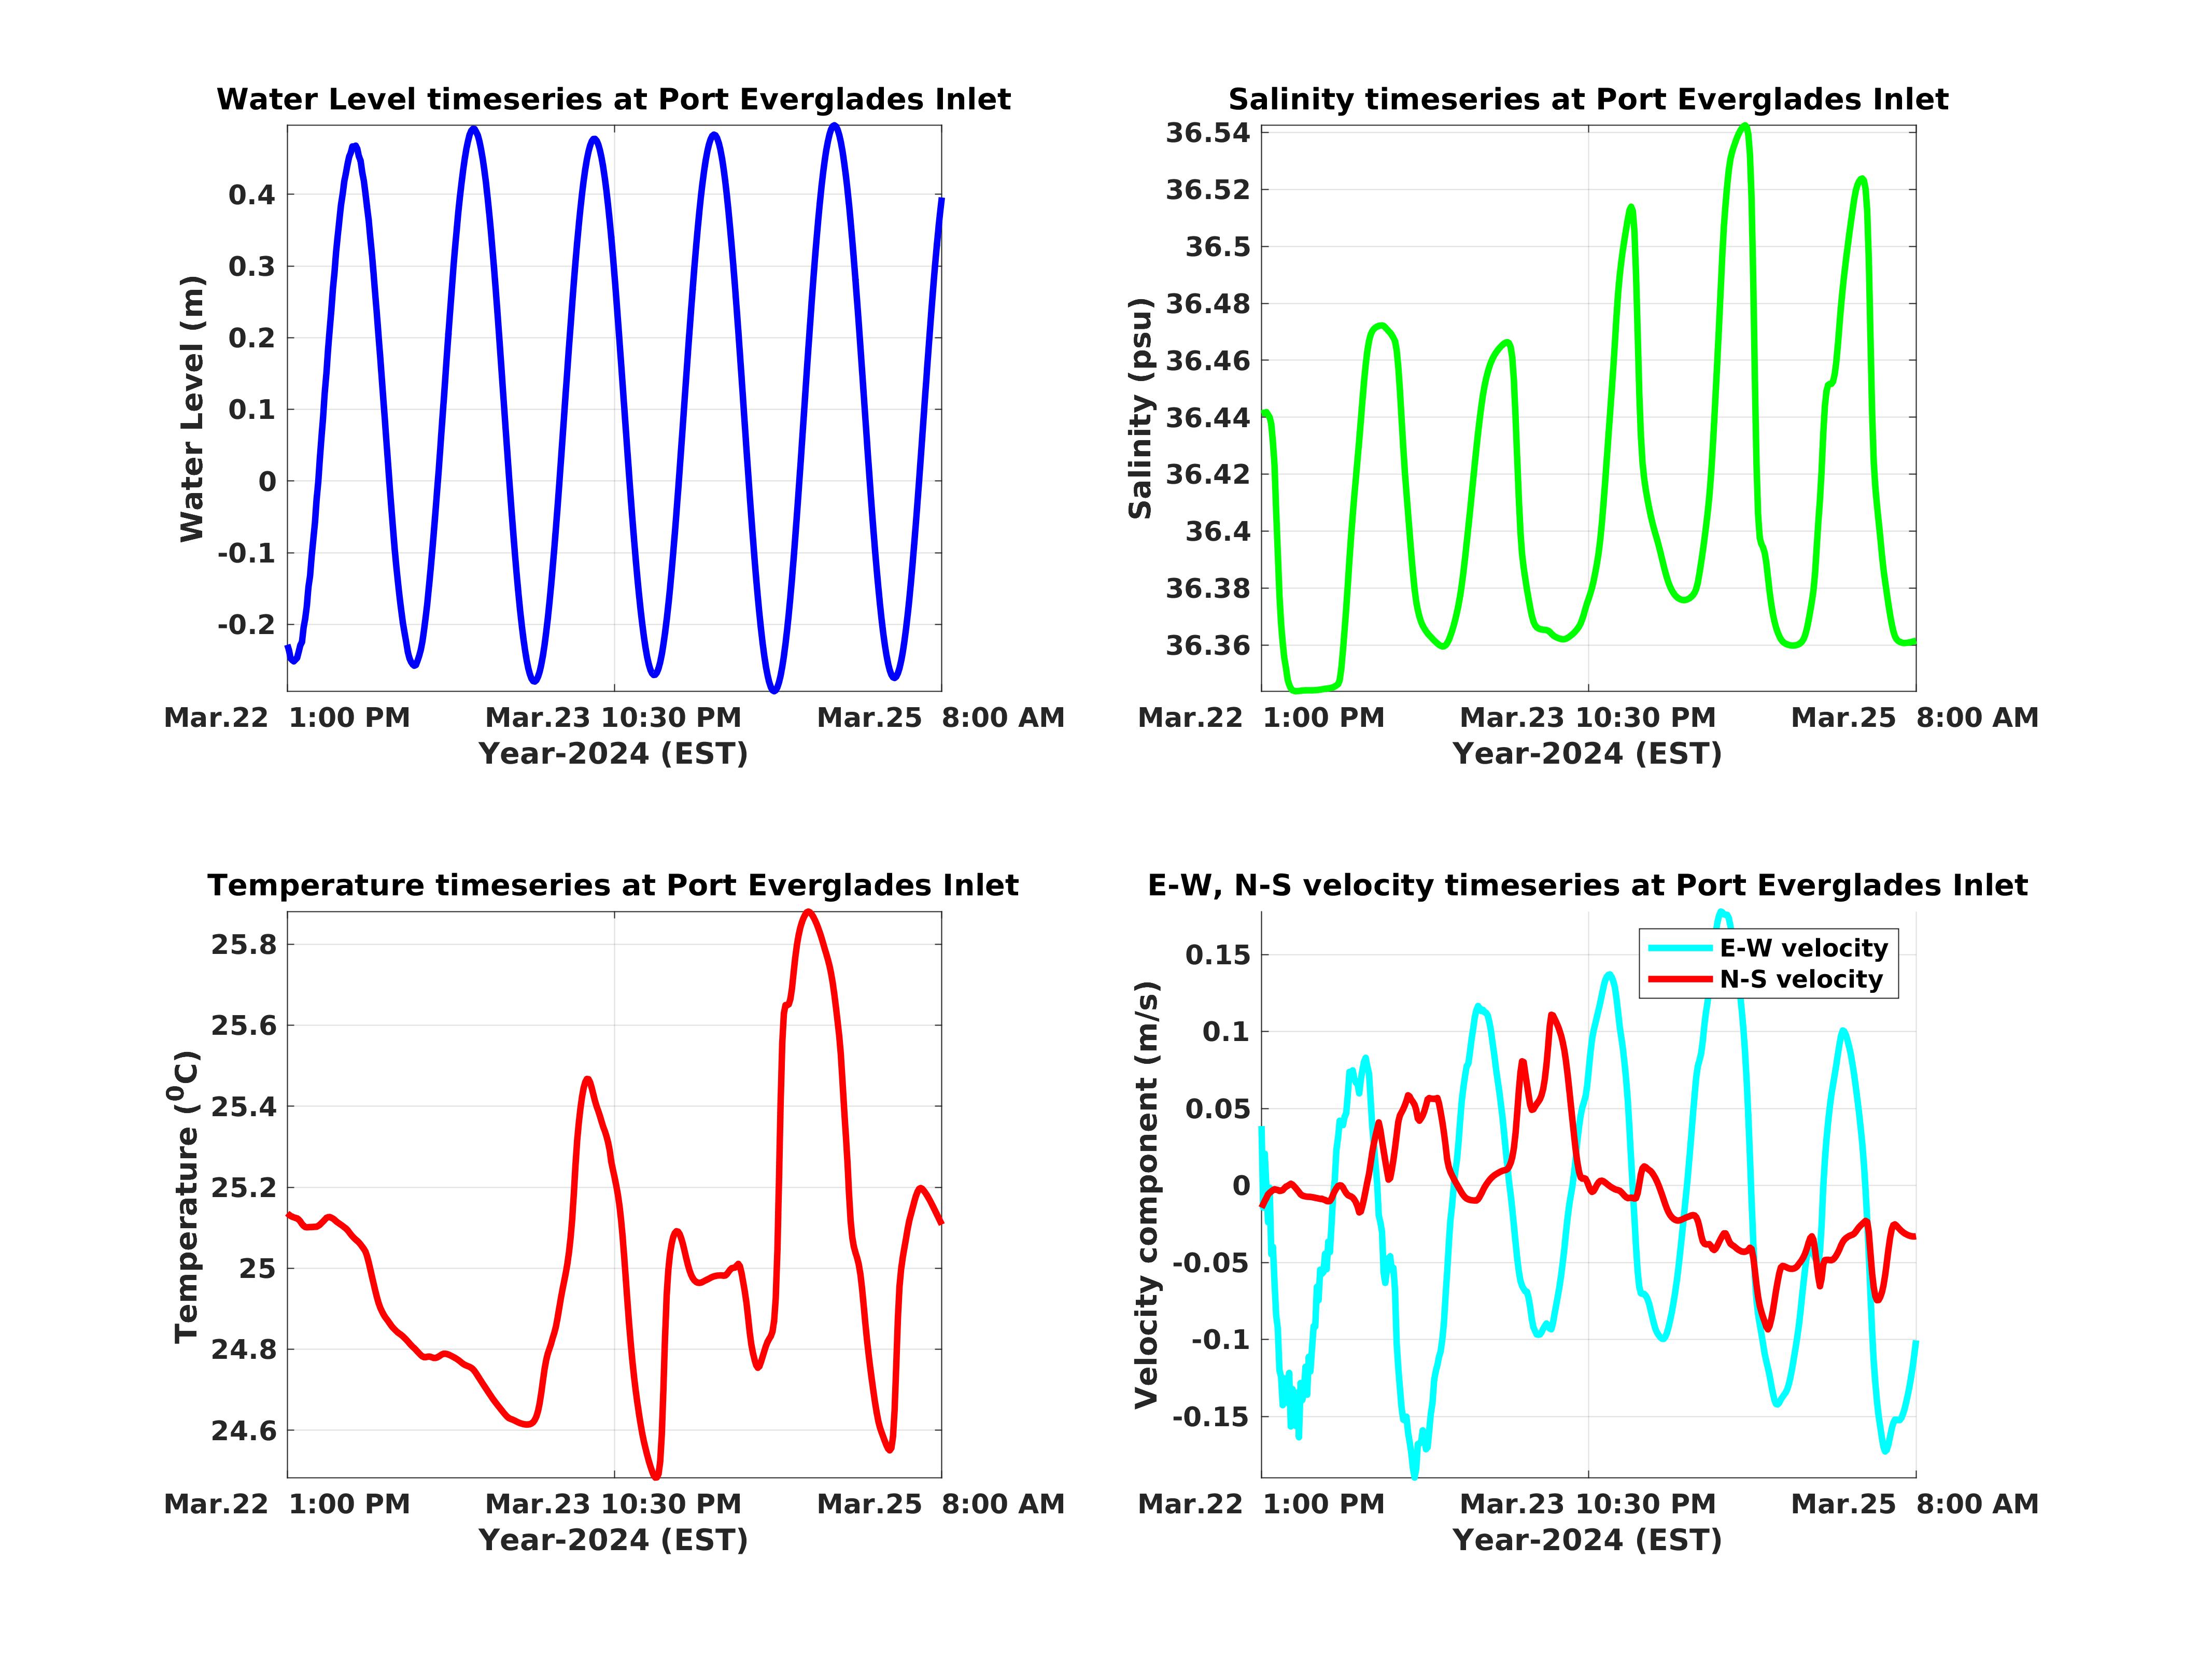 Water Level timeseries at Port Everglades Inlet
0.4
0.3
0.2
0.1
0
-0.1
-0.2
Water Level (m)
Mar.22 1:00 PM
Mar.23 10:30 PM
Mar.25 8:00 AM
Year-2024 (EST)
Salinity timeseries at Port Everglades Inlet
36.54
36.52
36.5
36.48
36.46
36.44
36.42
36.4
36.38
36.36
Salinity (psu)
Mar.22 1:00 PM
Mar.23 10:30 PM
Mar.25 8:00 AM
Year-2024 (EST)
Temperature timeseries at Port Everglades Inlet
25.8
25.6
25.4
25.2
25
24.8
24.6
Temperature (⁰C)
Mar.22 1:00 PM
Mar.23 10:30 PM
Mar.25 8:00 AM
Year-2024 (EST)
E-W, N-S velocity timeseries at Port Everglades Inlet
E-W velocity
N-S velocity
0.15
0.1
0.05
0
-0.05
-0.1
-0.15
Velocity component (m/s)
Mar.22 1:00 PM
Mar.23 10:30 PM
Mar.25 8:00 AM
Year-2024 (EST)